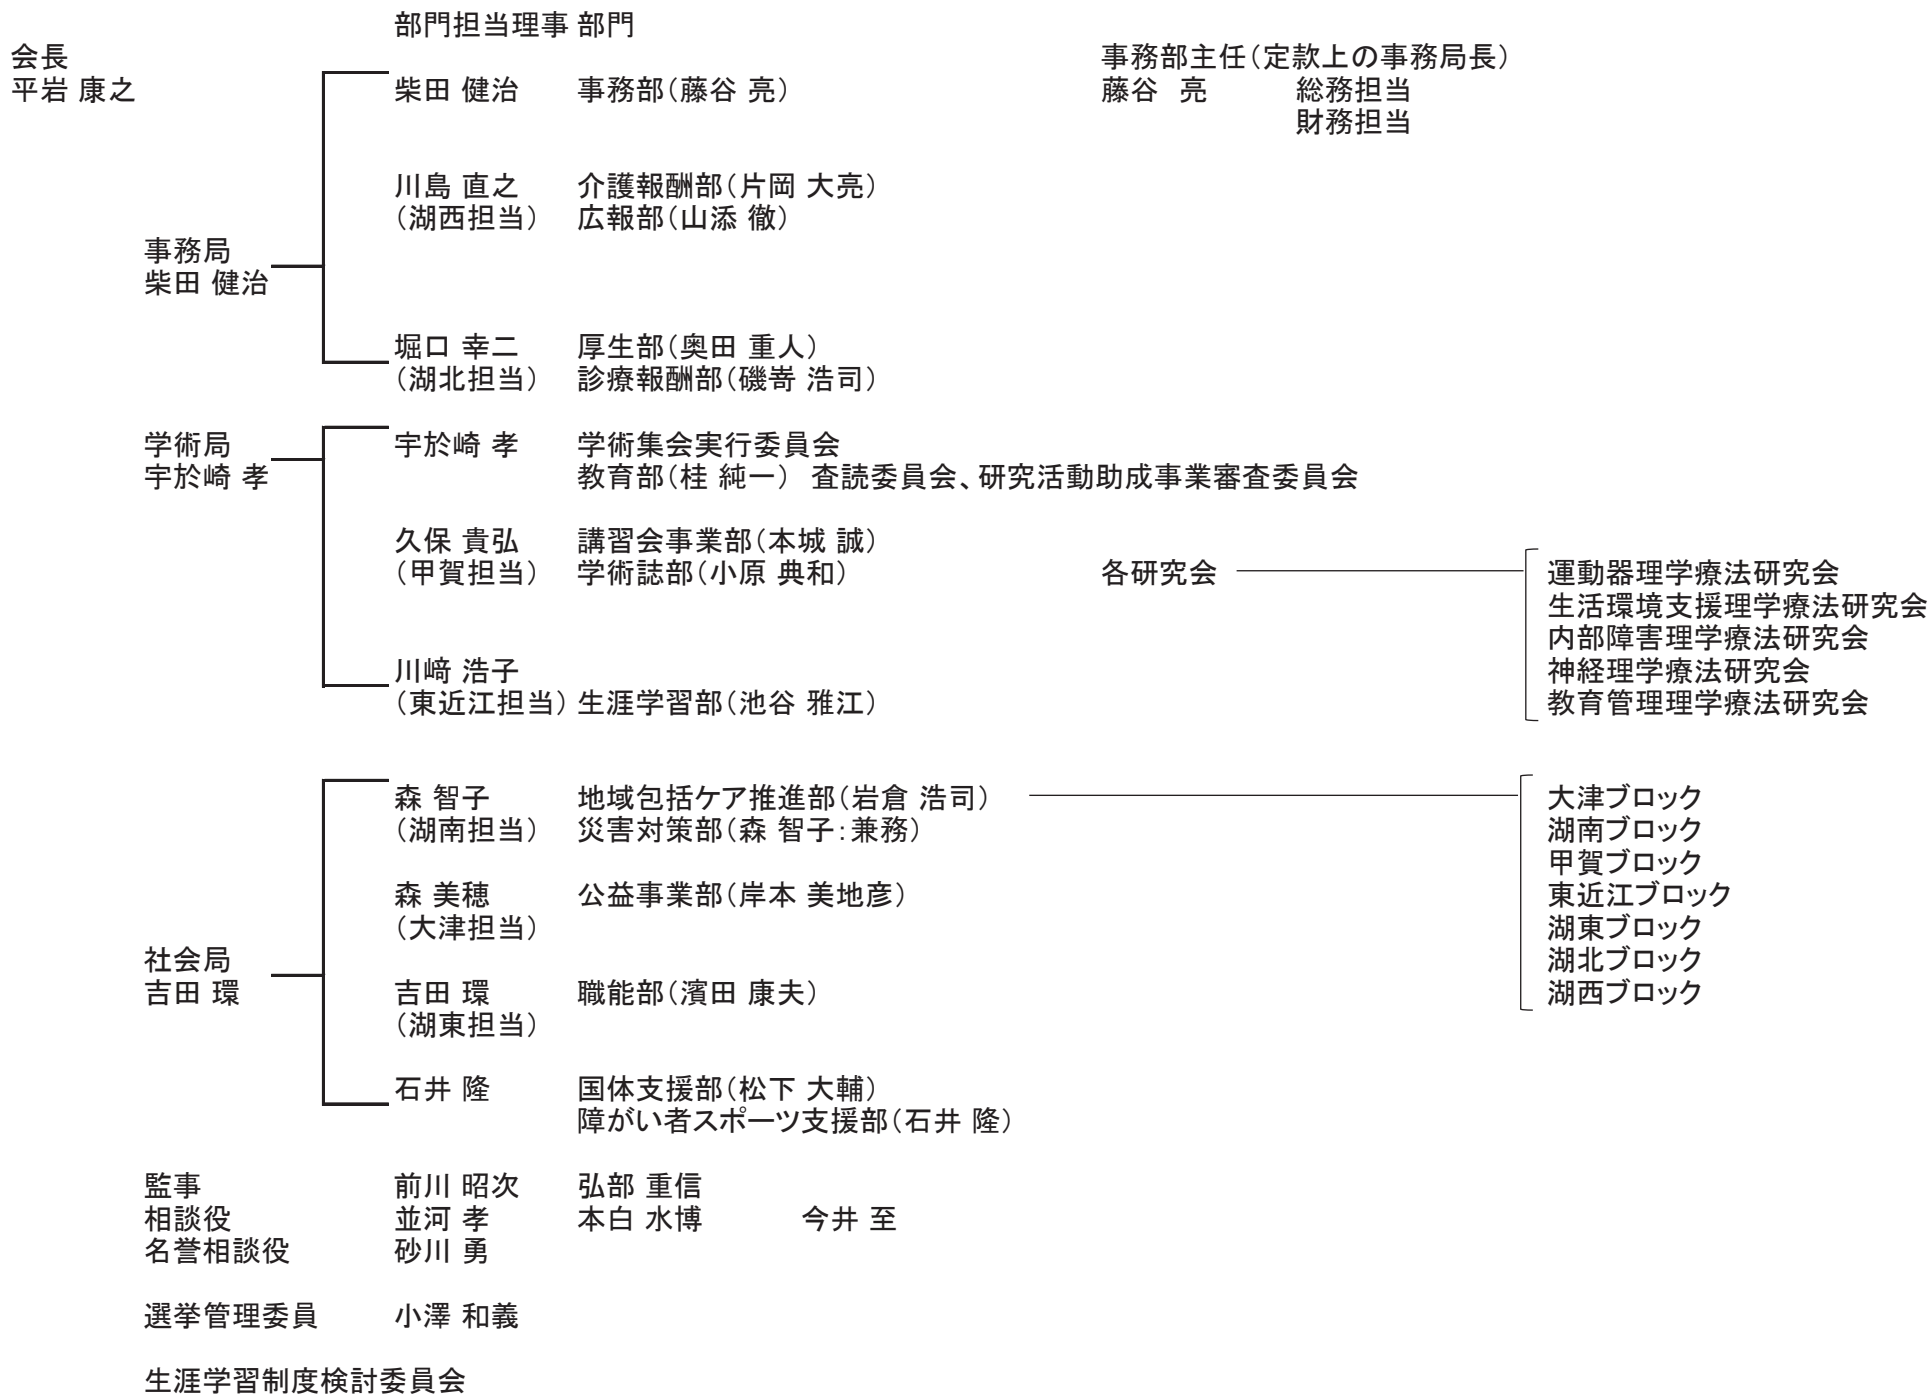 部門担当理事 部門
会長
事務部主任(定款上の事務局長)
平岩 康之
柴田 健治 事務部(藤谷 亮)
藤谷 亮 総務担当
財務担当
川島 直之 介護報酬部(片岡 大亮)
(湖西担当) 広報部(山添 徹)
事務局
柴田 健治
堀口 幸二 厚生部(奥田 重人)
(湖北担当) 診療報酬部(磯嵜 浩司)
学術局
宇於崎 孝
宇於崎 孝 学術集会実行委員会
教育部(桂 純一) 査読委員会、研究活動助成事業審査委員会
久保 貴弘 講習会事業部(本城 誠)
(甲賀担当) 学術誌部(小原 典和)
各研究会
運動器理学療法研究会
生活環境支援理学療法研究会
内部障害理学療法研究会
神経理学療法研究会
教育管理理学療法研究会
川﨑 浩子
(東近江担当) 生涯学習部(池谷 雅江)
森 智子 地域包括ケア推進部(岩倉 浩司)
(湖南担当) 災害対策部(森 智子:兼務)
大津ブロック
湖南ブロック
甲賀ブロック
東近江ブロック
湖東ブロック
湖北ブロック
湖西ブロック
森 美穂 公益事業部(岸本 美地彦)
(大津担当)
社会局
吉田 環
吉田 環 職能部(濱田 康夫)
(湖東担当)
石井 隆 国体支援部(松下 大輔)
障がい者スポーツ支援部(石井 隆)
監事 前川 昭次 弘部 重信
相談役 並河 孝 本白 水博 今井 至
名誉相談役 砂川 勇
選挙管理委員 小澤 和義
生涯学習制度検討委員会